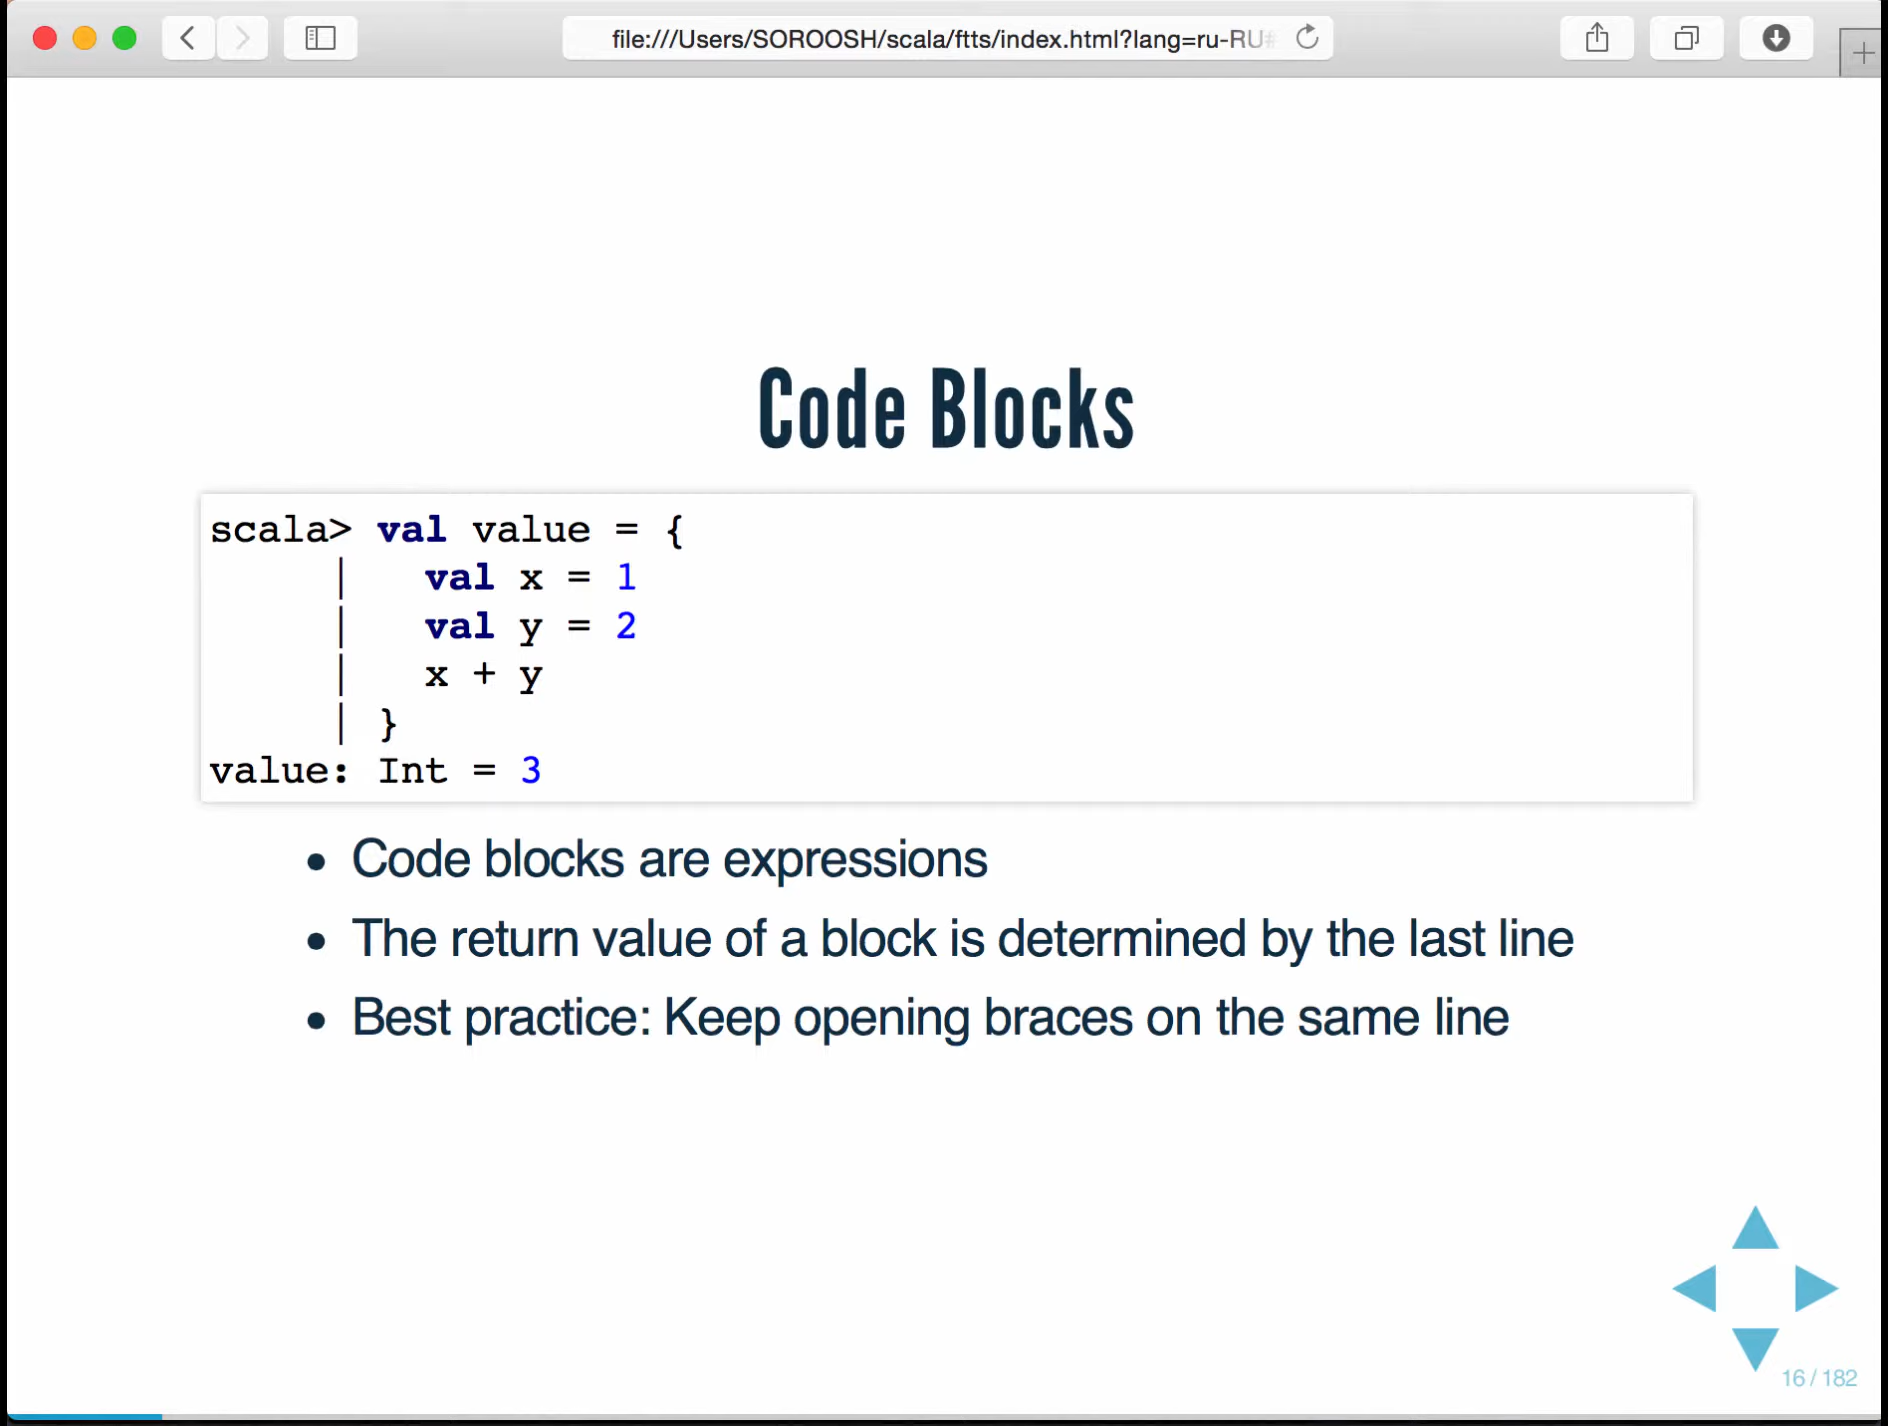 file:///Users/SOROOSH/scala/ftts/index.html?lang=ru-RU#
Code Blocks
scala> val value = {
     |   val x = 1
     |   val y = 2
     |   x + y
     | }
value: Int = 3
• Code blocks are expressions
• The return value of a block is determined by the last line
• Best practice: Keep opening braces on the same line
16 / 182